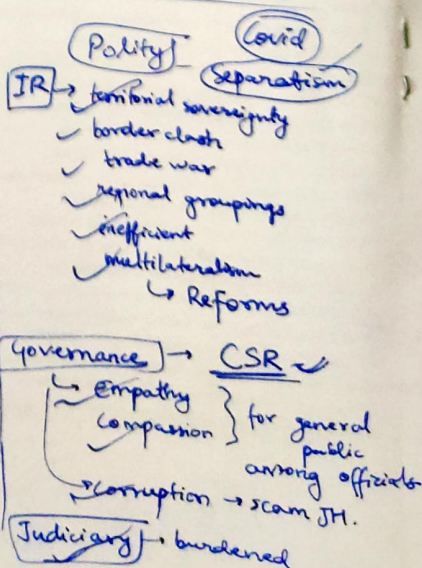 Polity Covid
Separatism
IR → territorial sovereignty
✓ border clash
✓ trade war
✓ regional groupings
✓ inefficient
✓ multilateralism
↳ Reforms
Governance → CSR ✓
↳ Empathy
Compassion } for general
public
among officials
→ corruption → scam JH.
Judiciary → burdened